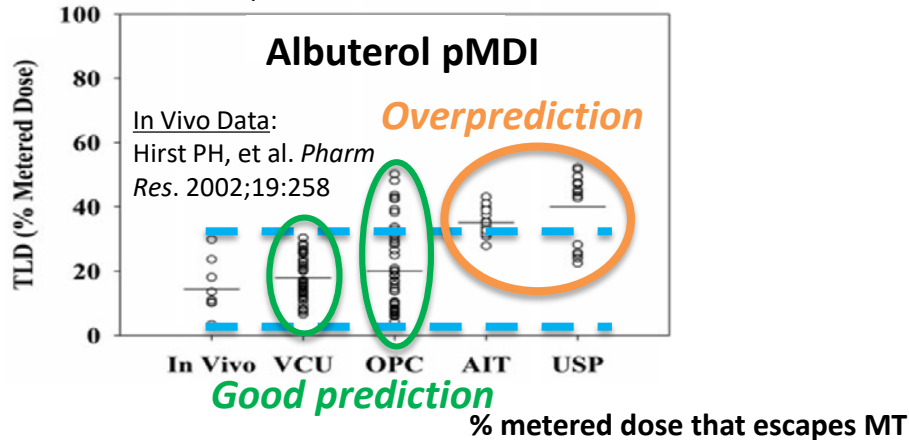 100
Albuterol pMDI
80
In Vivo Data:
Overprediction
Hirst PH, et al. Pharm
60
Res. 2002;19:258
TLD (% Metered Dose)
40
20
0
In Vivo VCU OPC AIT USP
Good prediction
% metered dose that escapes MT